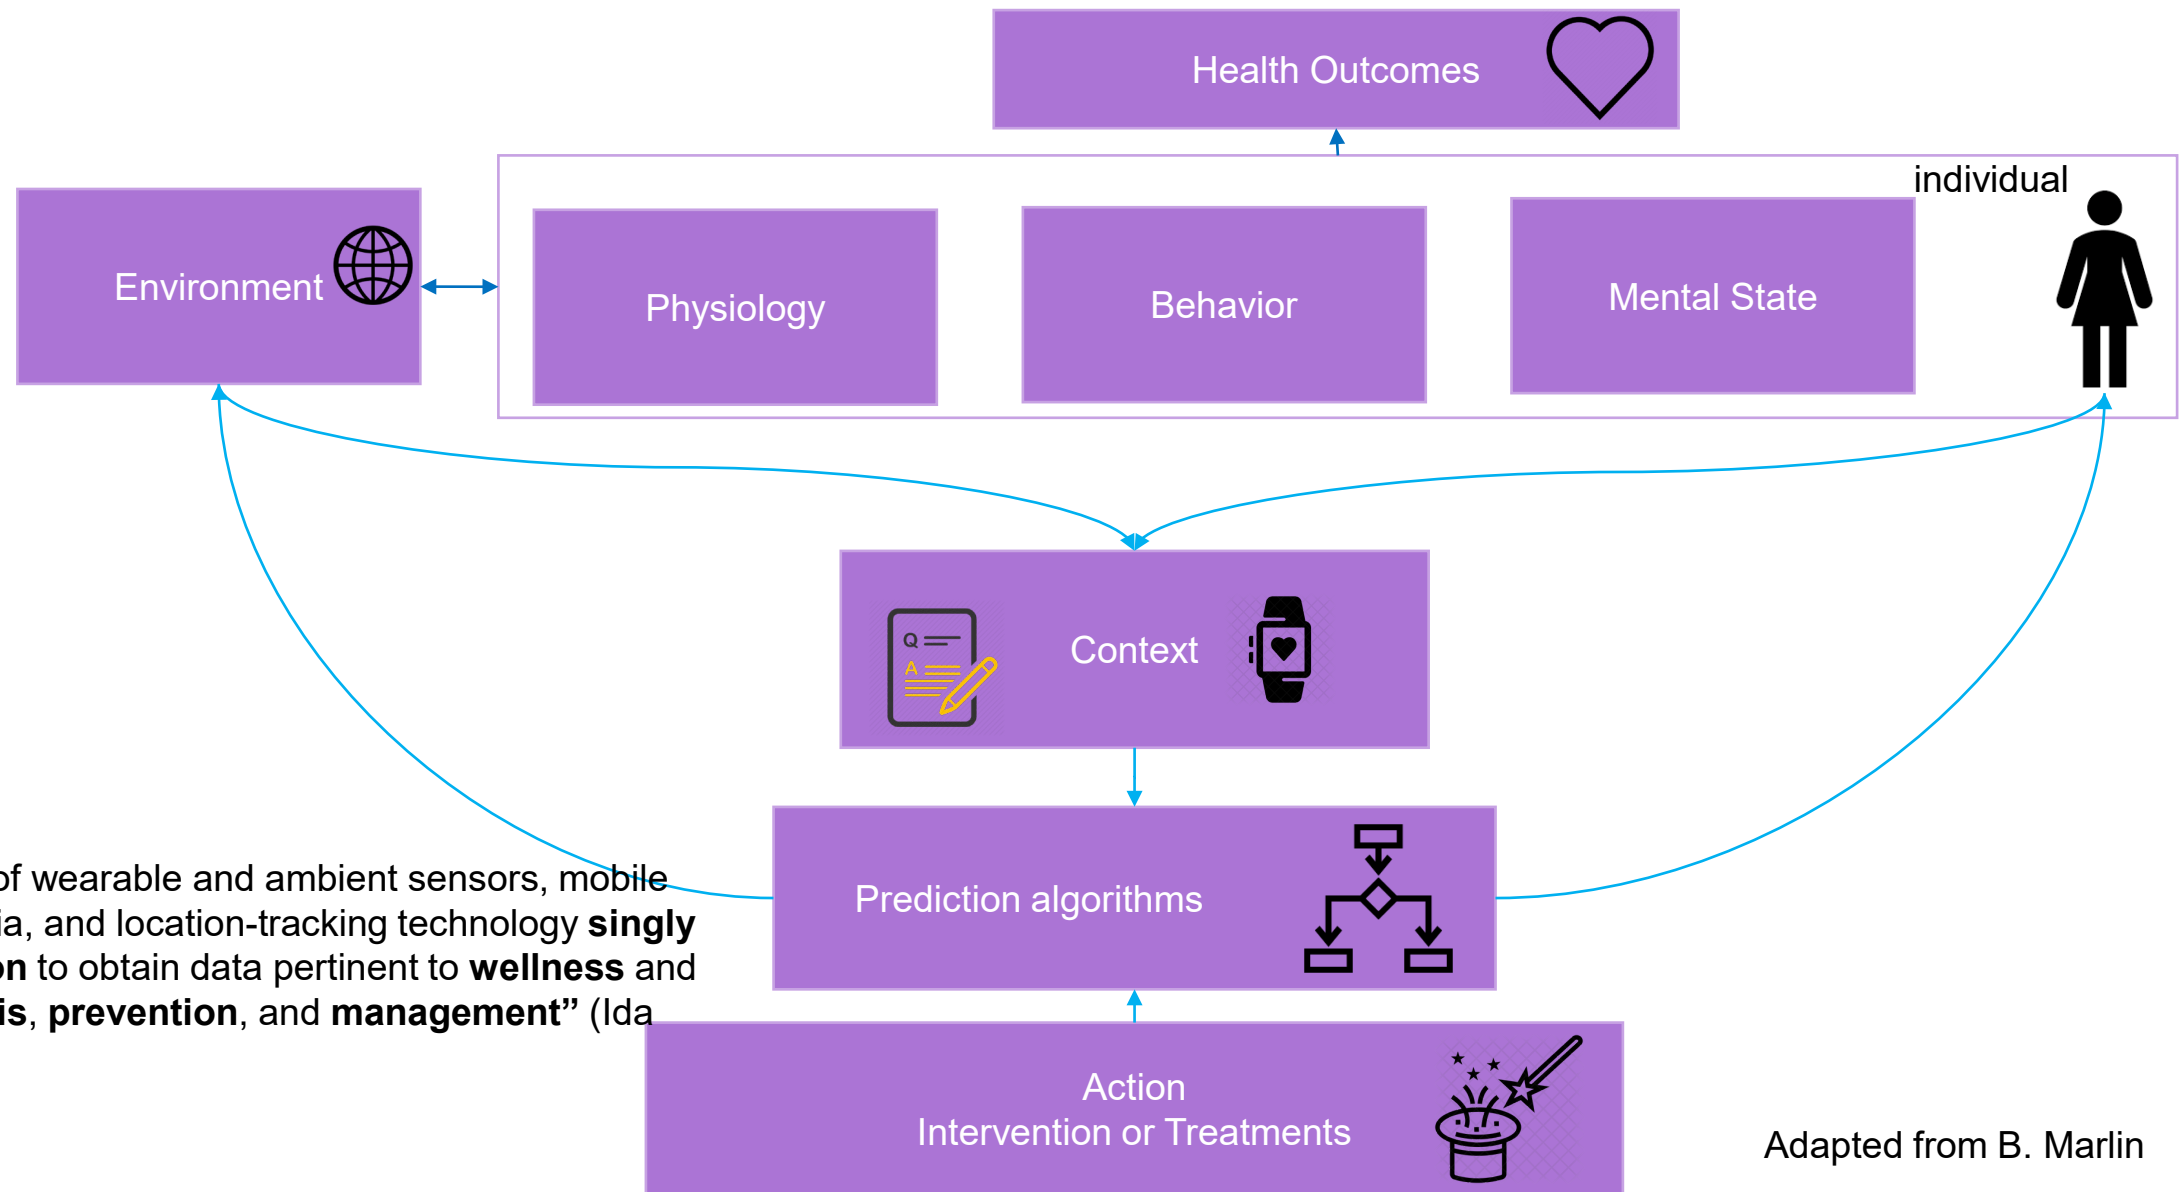 Health Outcomes
individual
Environment
Physiology
Behavior
Mental State
Q
A
Context
Prediction algorithms
of wearable and ambient sensors, mobile
ia, and location-tracking technology singly
on to obtain data pertinent to wellness and
is, prevention, and management” (Ida
Action
Intervention or Treatments
Adapted from B. Marlin